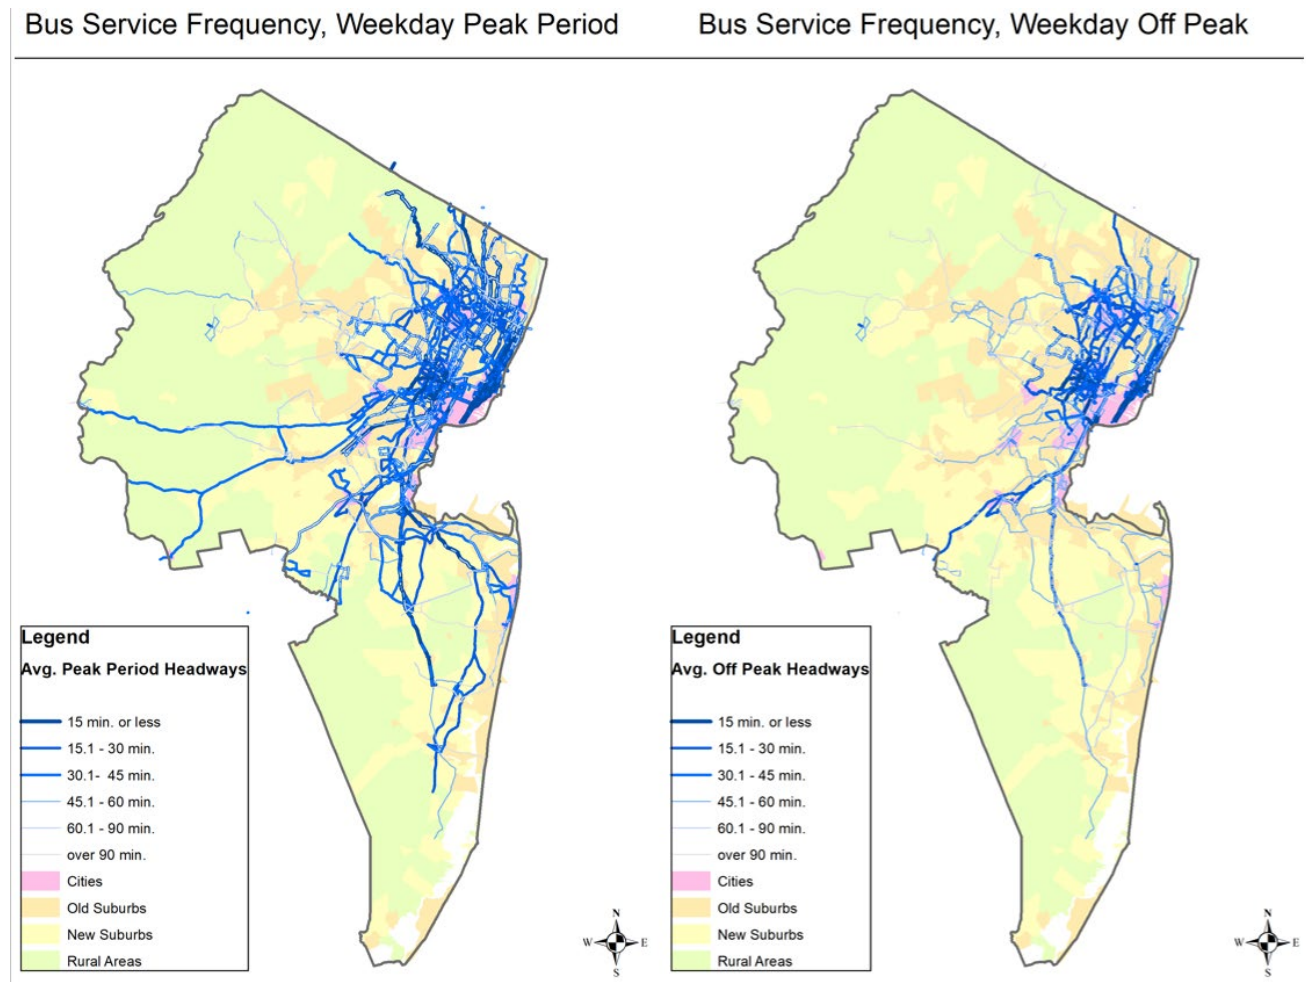 Bus Service Frequency, Weekday Peak Period
Bus Service Frequency, Weekday Off Peak
Legend
Avg. Peak Period Headways
15 min. or less
15.1 - 30 min.
30.1- 45 min.
45.1 - 60 min.
60.1 - 90 min.
over 90 min.
Cities
Old Suburbs
New Suburbs
Rural Areas
N
W E
S
Legend
Avg. Off Peak Headways
15 min. or less
15.1 - 30 min.
30.1 - 45 min.
45.1 - 60 min.
60.1 - 90 min.
over 90 min.
Cities
Old Suburbs
New Suburbs
Rural Areas
N
W E
S